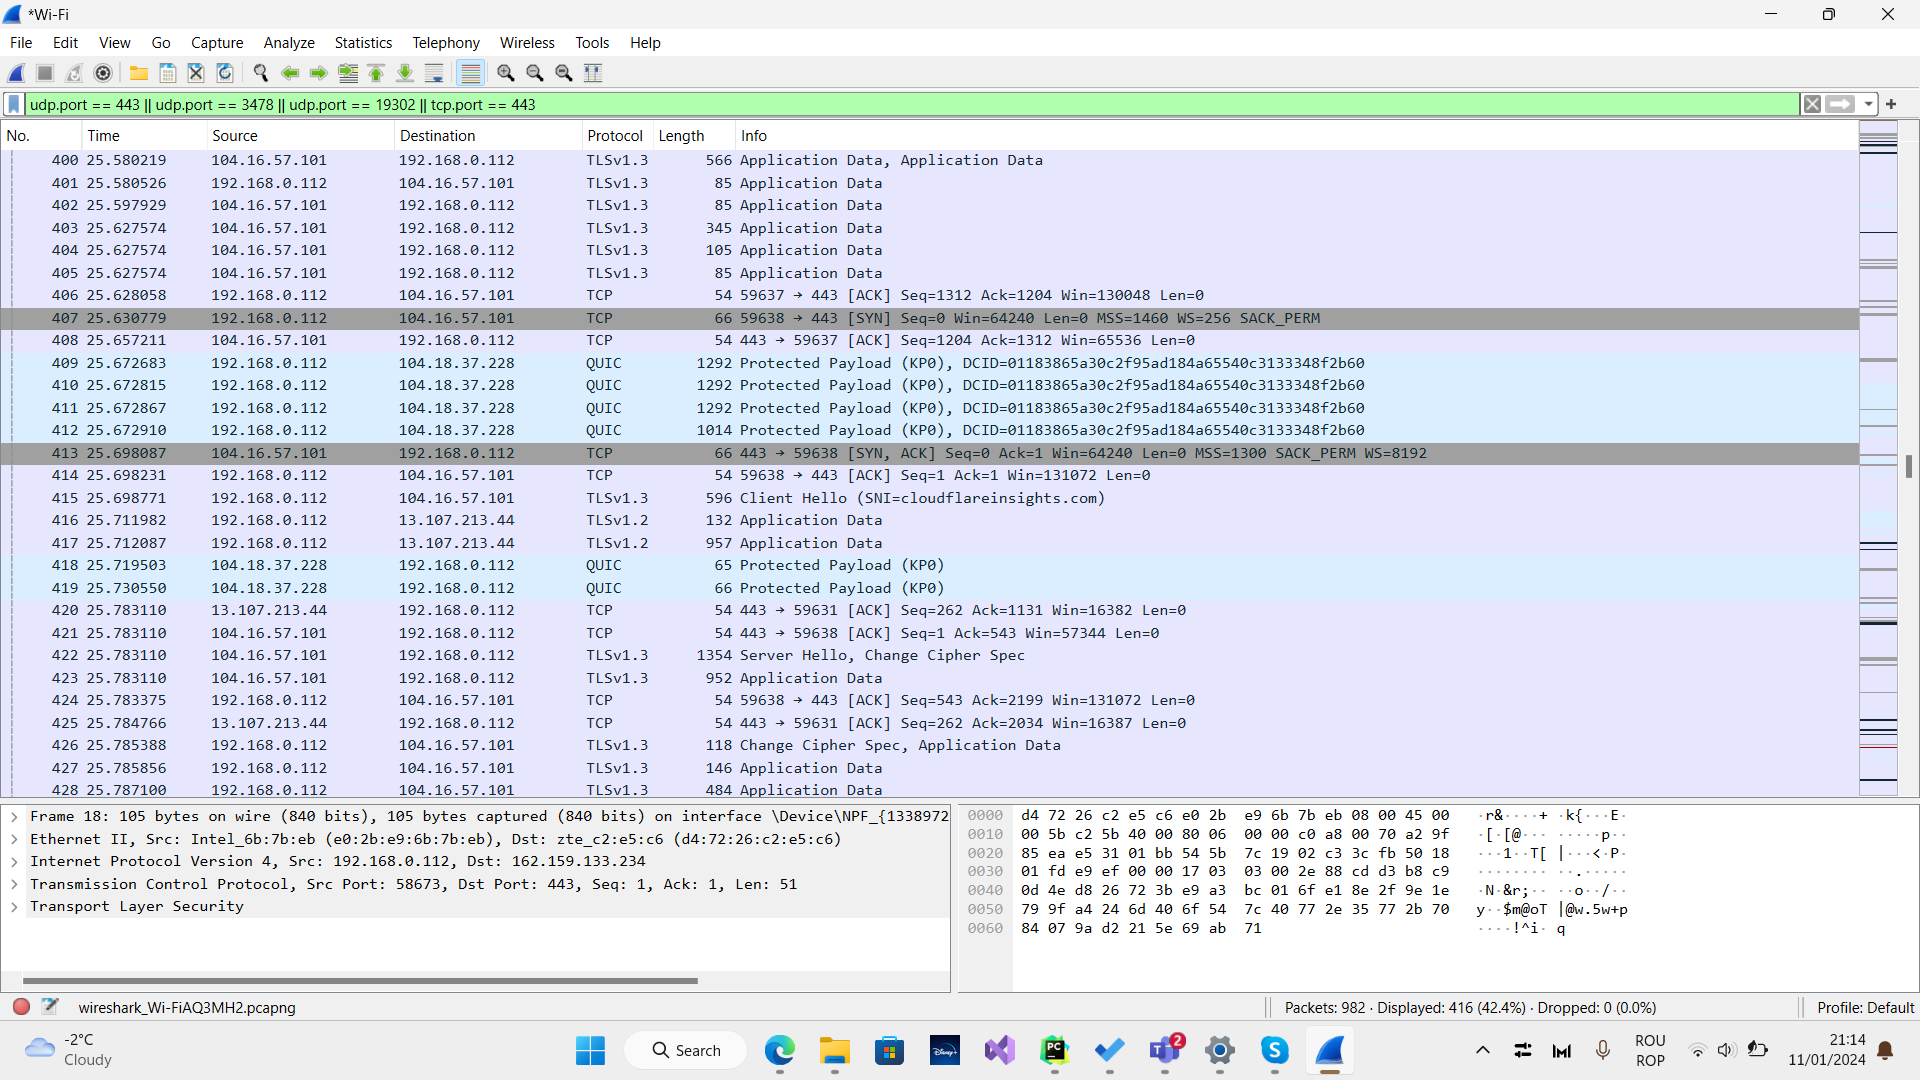 *Wi-Fi
File Edit View Go Capture Analyze Statistics Telephony Wireless Tools Help
udp.port == 443 || udp.port == 3478 || udp.port == 19302 || tcp.port == 443
No. Time Source Destination Protocol Length Info
400 25.580219 104.16.57.101 192.168.0.112 TLSv1.3 566 Application Data, Application Data
401 25.580526 192.168.0.112 104.16.57.101 TLSv1.3 85 Application Data
402 25.597929 104.16.57.101 192.168.0.112 TLSv1.3 85 Application Data
403 25.627574 104.16.57.101 192.168.0.112 TLSv1.3 345 Application Data
404 25.627574 104.16.57.101 192.168.0.112 TLSv1.3 105 Application Data
405 25.627574 104.16.57.101 192.168.0.112 TLSv1.3 85 Application Data
406 25.628058 192.168.0.112 104.16.57.101 TCP 54 59637 → 443 [ACK] Seq=1312 Ack=1204 Win=130048 Len=0
407 25.630779 192.168.0.112 104.16.57.101 TCP 66 59638 → 443 [SYN] Seq=0 Win=64240 Len=0 MSS=1460 WS=256 SACK_PERM
408 25.657211 104.16.57.101 192.168.0.112 TCP 54 443 → 59637 [ACK] Seq=1204 Ack=1312 Win=65536 Len=0
409 25.672683 192.168.0.112 104.18.37.228 QUIC 1292 Protected Payload (KP0), DCID=01183865a30c2f95ad184a65540c3133348f2b60
410 25.672815 192.168.0.112 104.18.37.228 QUIC 1292 Protected Payload (KP0), DCID=01183865a30c2f95ad184a65540c3133348f2b60
411 25.672867 192.168.0.112 104.18.37.228 QUIC 1292 Protected Payload (KP0), DCID=01183865a30c2f95ad184a65540c3133348f2b60
412 25.672910 192.168.0.112 104.18.37.228 QUIC 1014 Protected Payload (KP0), DCID=01183865a30c2f95ad184a65540c3133348f2b60
413 25.698087 104.16.57.101 192.168.0.112 TCP 66 443 → 59638 [SYN, ACK] Seq=0 Ack=1 Win=64240 Len=0 MSS=1300 SACK_PERM WS=8192
414 25.698231 192.168.0.112 104.16.57.101 TCP 54 59638 → 443 [ACK] Seq=1 Ack=1 Win=131072 Len=0
415 25.698771 192.168.0.112 104.16.57.101 TLSv1.3 596 Client Hello (SNI=cloudflareinsights.com)
416 25.711982 192.168.0.112 13.107.213.44 TLSv1.2 132 Application Data
417 25.712087 192.168.0.112 13.107.213.44 TLSv1.2 957 Application Data
418 25.719503 104.18.37.228 192.168.0.112 QUIC 65 Protected Payload (KP0)
419 25.730550 104.18.37.228 192.168.0.112 QUIC 66 Protected Payload (KP0)
420 25.783110 13.107.213.44 192.168.0.112 TCP 54 443 → 59631 [ACK] Seq=262 Ack=1131 Win=16382 Len=0
421 25.783110 104.16.57.101 192.168.0.112 TCP 54 443 → 59638 [ACK] Seq=1 Ack=543 Win=57344 Len=0
422 25.783110 104.16.57.101 192.168.0.112 TLSv1.3 1354 Server Hello, Change Cipher Spec
423 25.783110 104.16.57.101 192.168.0.112 TLSv1.3 952 Application Data
424 25.783375 192.168.0.112 104.16.57.101 TCP 54 59638 → 443 [ACK] Seq=543 Ack=2199 Win=131072 Len=0
425 25.784766 13.107.213.44 192.168.0.112 TCP 54 443 → 59631 [ACK] Seq=262 Ack=2034 Win=16387 Len=0
426 25.785388 192.168.0.112 104.16.57.101 TLSv1.3 118 Change Cipher Spec, Application Data
427 25.785856 192.168.0.112 104.16.57.101 TLSv1.3 146 Application Data
428 25.787100 192.168.0.112 104.16.57.101 TLSv1.3 484 Application Data
Frame 18: 105 bytes on wire (840 bits), 105 bytes captured (840 bits) on interface \Device\NPF_{1338972
Ethernet II, Src: Intel_6b:7b:eb (e0:2b:e9:6b:7b:eb), Dst: zte_c2:e5:c6 (d4:72:26:c2:e5:c6)
Internet Protocol Version 4, Src: 192.168.0.112, Dst: 162.159.133.234
Transmission Control Protocol, Src Port: 58673, Dst Port: 443, Seq: 1, Ack: 1, Len: 51
Transport Layer Security
0000 d4 72 26 c2 e5 c6 e0 2b e9 6b 7b eb 08 00 45 00 ·r&····+ ·k{···E·
0010 00 5b c2 5b 40 00 80 06 00 00 c0 a8 00 70 a2 9f ·[·[@··· ·····p··
0020 85 ea e5 31 01 bb 54 5b 7c 19 02 c3 3c fb 50 18 ···1··T[ |···<·P·
0030 01 fd e9 ef 00 00 17 03 03 00 2e 88 cd d3 b8 c9 ········ ··.·····
0040 0d 4e d8 26 72 3b e9 a3 bc 01 6f e1 8e 2f 9e 1e ·N·&r;·· ··o··/··
0050 79 9f a4 24 6d 40 6f 54 7c 40 77 2e 35 77 2b 70 y··$m@oT |@w.5w+p
0060 84 07 9a d2 21 5e 69 ab 71 ····!^i· q
wireshark_Wi-FiAQ3MH2.pcapng Packets: 982 · Displayed: 416 (42.4%) · Dropped: 0 (0.0%) Profile: Default
-2°C
Cloudy
Search
Disney+
PC
2
ROU
ROP
21:14
11/01/2024